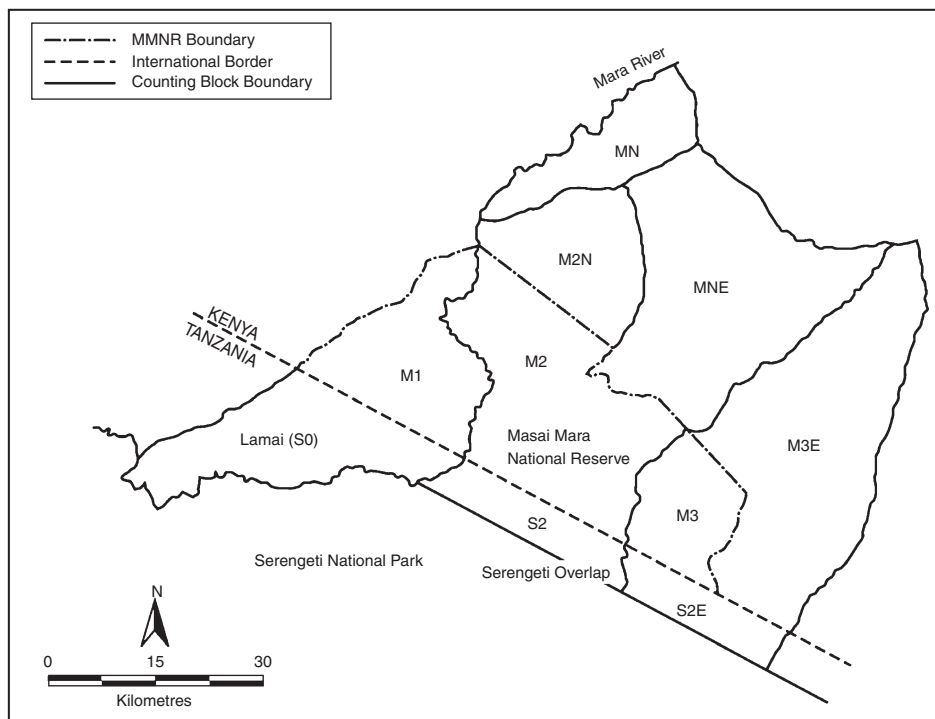 MMNR Boundary
International Border
Counting Block Boundary
Mara River
MN
M2N
MNE
KENYA
TANZANIA
M1
M2
Lamai (S0)
Masai Mara
National Reserve
M3E
M3
S2
Serengeti National Park
Serengeti Overlap
S2E
N
0 15 30
Kilometres